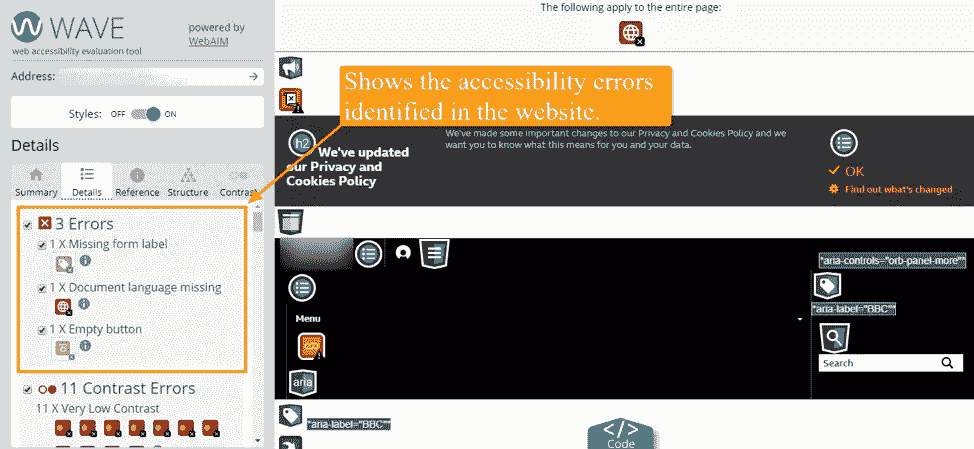 WAVE
web accessibility evaluation tool
powered by
WebAIM
Address:
Styles: OFF ON
Details
Summary Details Reference Structure Contrast
3 Errors
1 X Missing form label
1 X Document language missing
1 X Empty button
11 Contrast Errors
11 X Very Low Contrast
The following apply to the entire page:
Shows the accessibility errors
identified in the website.
h2
We've updated
our Privacy and
Cookies Policy
We've made some important changes to our Privacy and Cookies Policy and we
want you to know what this means for you and your data.
OK
Find out what's changed
*aria-controls="orb-panel-more"*
*aria-label="BBC"*
Menu
Search
aria
*aria-label="BBC"*
</>
Code